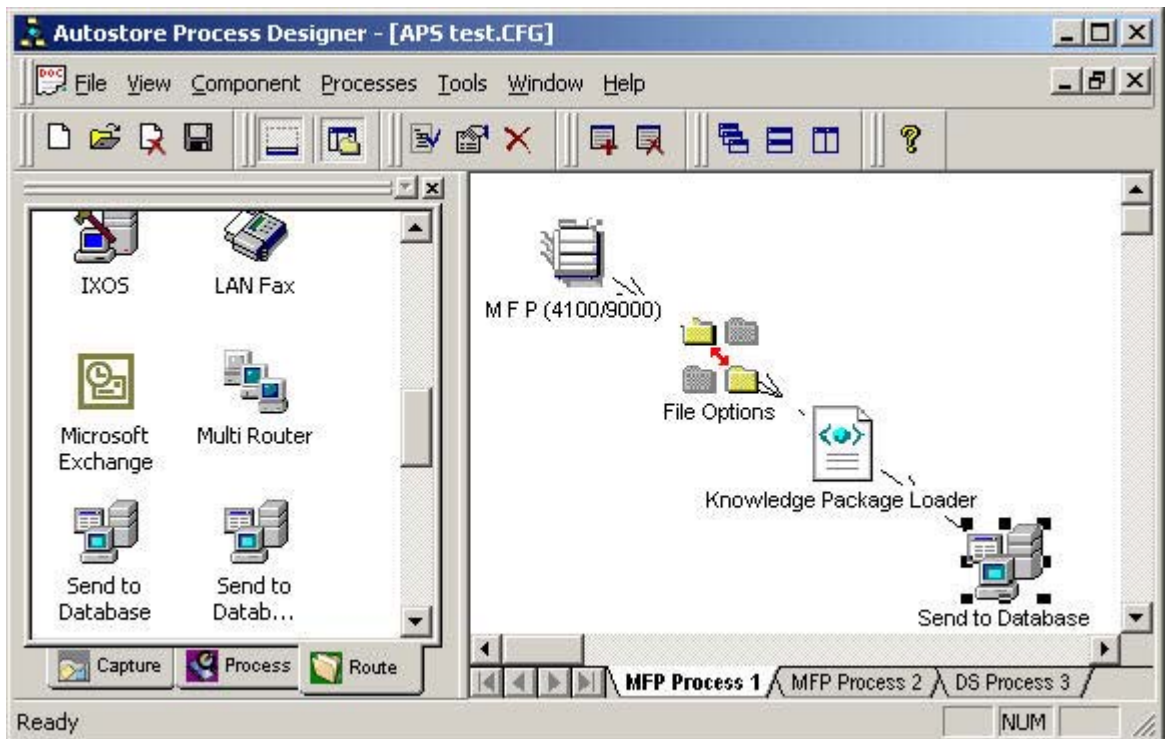 Autostore Process Designer - [APS test.CFG]
DOC
File View Component Processes Tools Window Help
IXOS
LAN Fax
Microsoft
Exchange
Multi Router
Send to
Database
Send to
Datab...
Capture
Process
Route
M F P (4100/9000)
File Options
Knowledge Package Loader
Send to Database
MFP Process 1
MFP Process 2
DS Process 3
Ready
NUM